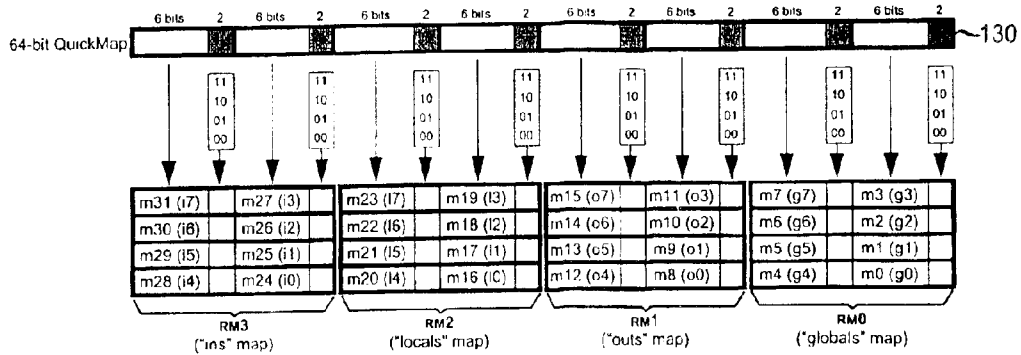 6 bits 2 6 bits 2 6 bits 2 6 bits 2 6 bits 2 6 bits 2 6 bits 2 6 bits 2
64-bit QuickMap 130
11 11 11 11 11 11 11 11
10 10 10 10 10 10 10 10
01 01 01 01 01 01 01 01
00 00 00 00 00 00 00 00
m31 (i7) m27 (i3) m23 (l7) m19 (l3) m15 (o7) m11 (o3) m7 (g7) m3 (g3)
m30 (i6) m26 (i2) m22 (l6) m18 (l2) m14 (o6) m10 (o2) m6 (g6) m2 (g2)
m29 (i5) m25 (i1) m21 (l5) m17 (l1) m13 (o5) m9 (o1) m5 (g5) m1 (g1)
m28 (i4) m24 (i0) m20 (l4) m16 (l0) m12 (o4) m8 (o0) m4 (g4) m0 (g0)
RM3 RM2 RM1 RM0
("ins" map) ("locals" map) ("outs" map) ("globals" map)